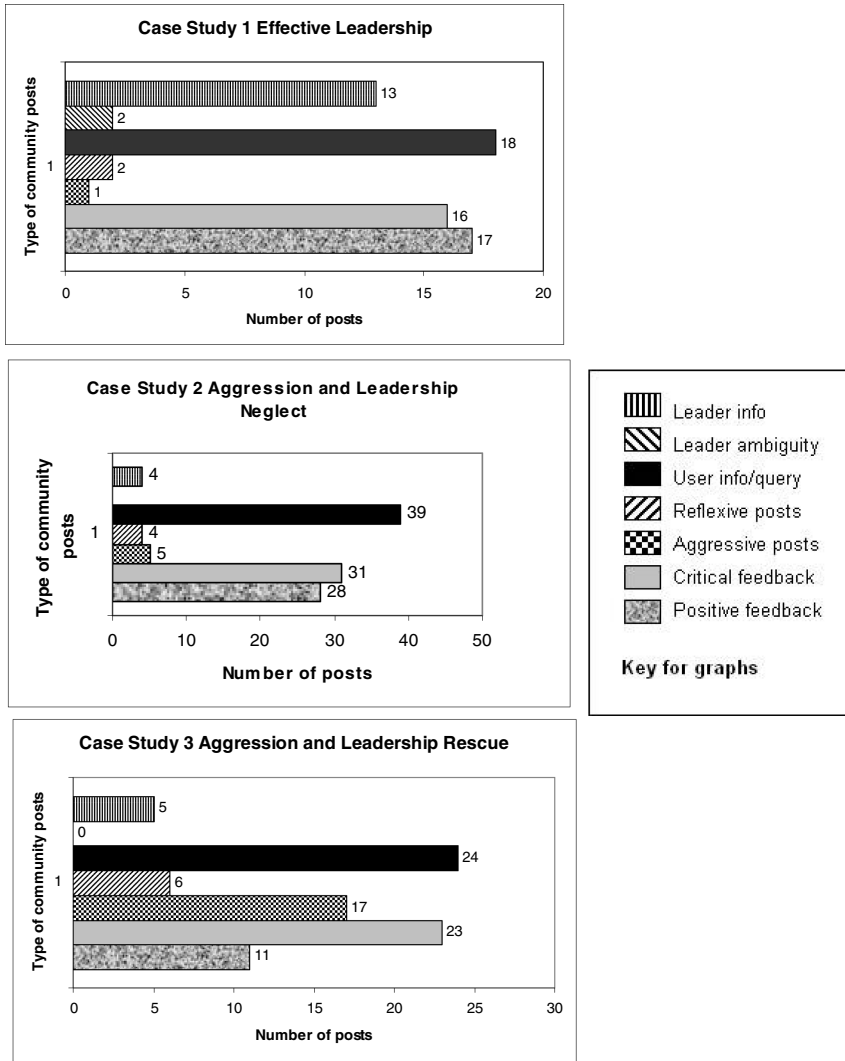 Case Study 1 Effective Leadership
Type of community posts
1
13
2
18
2
1
16
17
0 5 10 15 20
Number of posts
Case Study 2 Aggression and Leadership
Neglect
Type of community
posts
1
4
39
4
5
31
28
0 10 20 30 40 50
Number of posts
Leader info
Leader ambiguity
User info/query
Reflexive posts
Aggressive posts
Critical feedback
Positive feedback
Key for graphs
Case Study 3 Aggression and Leadership Rescue
Type of community posts
1
5
0
24
6
17
23
11
0 5 10 15 20 25 30
Number of posts